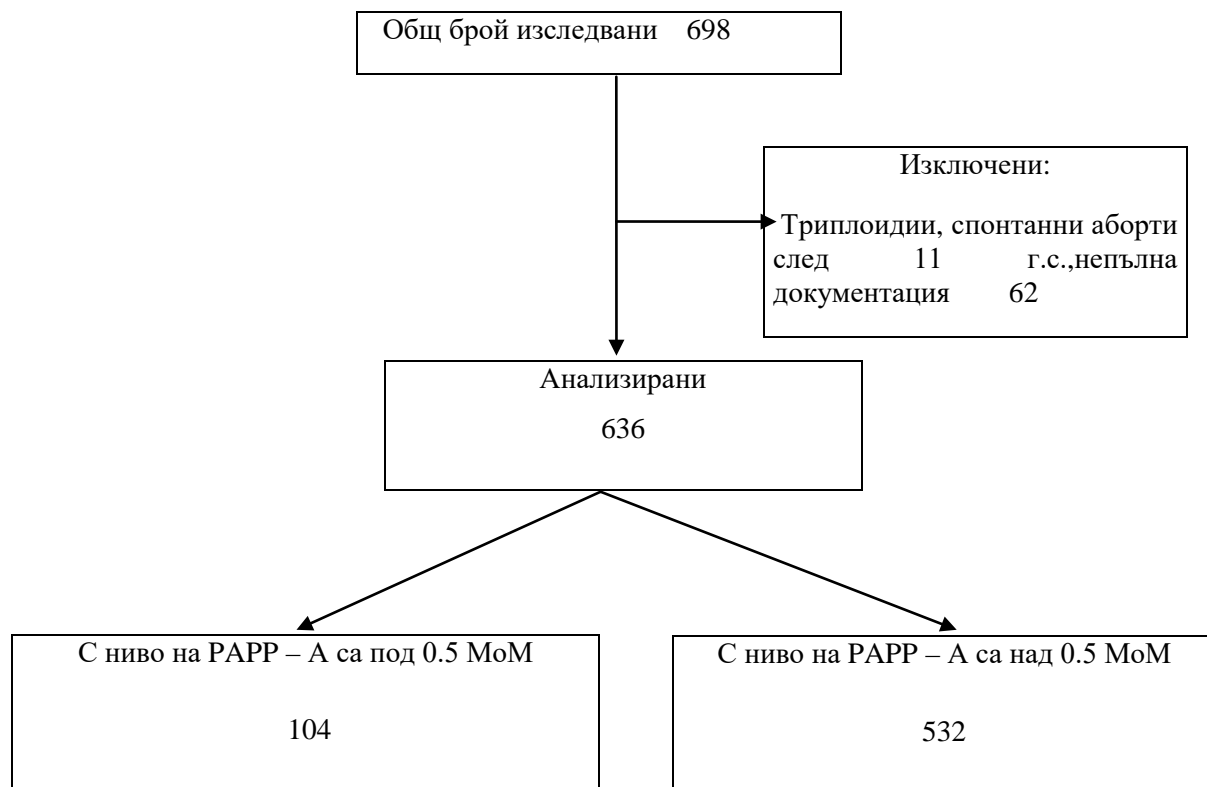 Общ брой изследвани 698
Изключени:
Триплоидии, спонтанни аборти
след 11 г.с.,непълна
документация 62
Анализирани
636
С ниво на PAPP – A са под 0.5 MoM
104
С ниво на PAPP – A са над 0.5 MoM
532